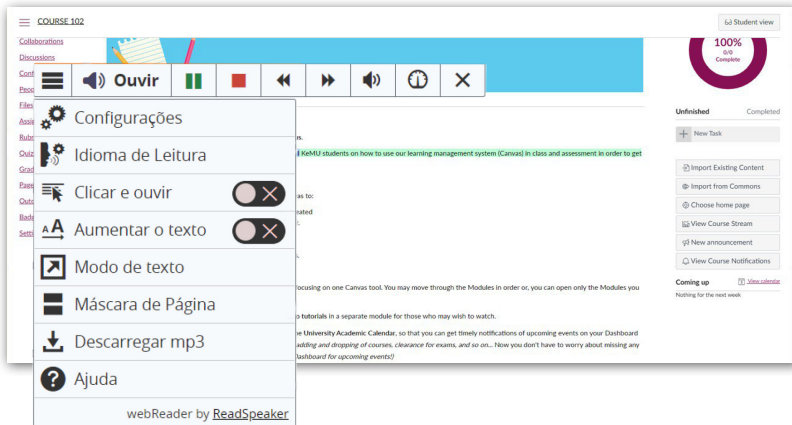 COURSE 102
Student view
Collaborations
Discussions
100%
0/0
Complete
Ouvir
Configurações
Idioma de Leitura
Clicar e ouvir
Aumentar o texto
Modo de texto
Máscara de Página
Descarregar mp3
Ajuda
webReader by ReadSpeaker
KeMU students on how to use our learning management system (Canvas) in class and assessment in order to get
as to:
eated
ocusing on one Canvas tool. You may move through the Modules in order or, you can open only the Modules you
o tutorials in a separate module for those who may wish to watch.
e University Academic Calendar, so that you can get timely notifications of upcoming events on your Dashboard
adding and dropping of courses, clearance for exams, and so on... Now you don't have to worry about missing any
Dashboard for upcoming events!)
Unfinished Completed
New Task
Import Existing Content
Import from Commons
Choose home page
View Course Stream
New announcement
View Course Notifications
Coming up View calendar
Nothing for the next week